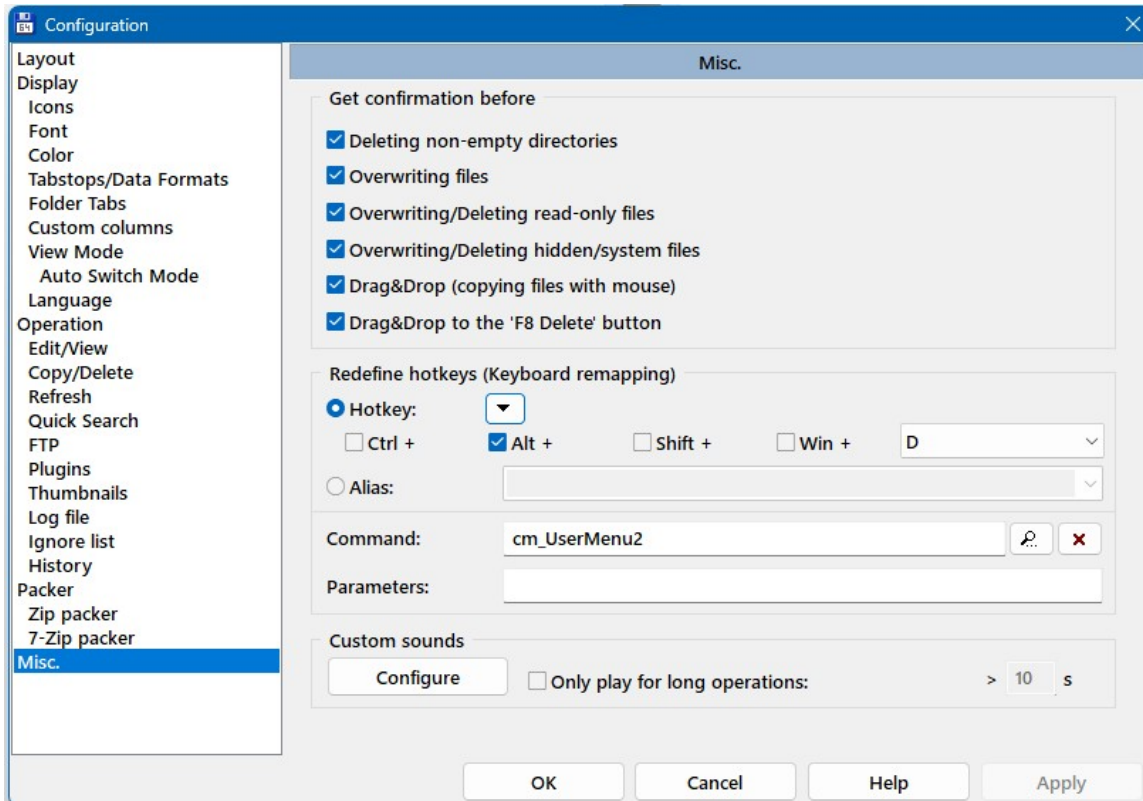 64 Configuration
Layout
Display
Icons
Font
Color
Tabstops/Data Formats
Folder Tabs
Custom columns
View Mode
Auto Switch Mode
Language
Operation
Edit/View
Copy/Delete
Refresh
Quick Search
FTP
Plugins
Thumbnails
Log file
Ignore list
History
Packer
Zip packer
7-Zip packer
Misc.
Misc.
Get confirmation before
Deleting non-empty directories
Overwriting files
Overwriting/Deleting read-only files
Overwriting/Deleting hidden/system files
Drag&Drop (copying files with mouse)
Drag&Drop to the 'F8 Delete' button
Redefine hotkeys (Keyboard remapping)
Hotkey:
Ctrl + Alt + Shift + Win + D
Alias:
Command: cm_UserMenu2
Parameters:
Custom sounds
Configure Only play for long operations: > 10 s
OK Cancel Help Apply